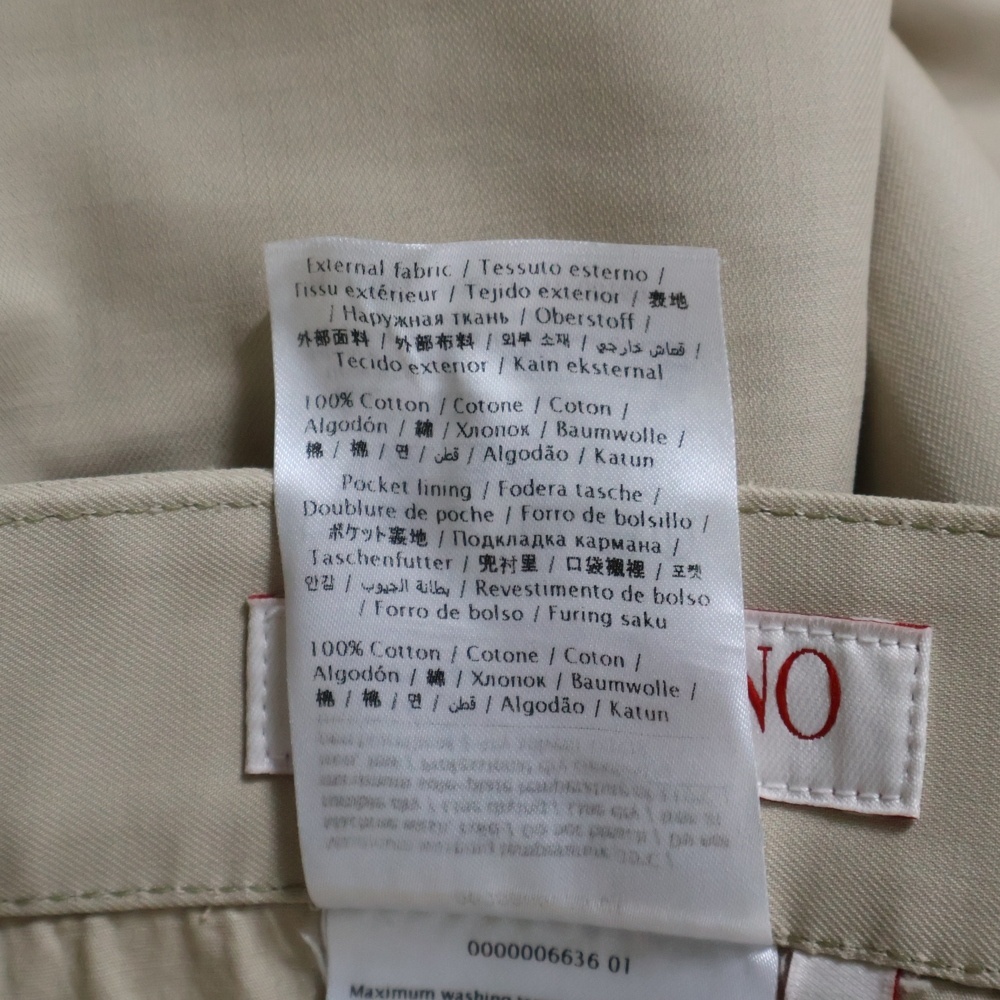 External fabric / Tessuto esterno /
Tissu extérieur / Tejido exterior / 表地
/ Наружная ткань / Oberstoff /
外部面料 / 外部布料 / 외부 소재 / قماش خارجي /
Tecido exterior / Kain eksternal
100% Cotton / Cotone / Coton /
Algodón / 綿 / Хлопок / Baumwolle /
棉 / 棉 / 면 / قطن / Algodão / Katun
Pocket lining / Fodera tasche /
Doublure de poche / Forro de bolsillo /
ポケット裏地 / Подкладка кармана /
Taschenfutter / 兜衬里 / 口袋襯裡 / 포켓
안감 / بطانة الجيوب / Revestimento de bolso
/ Forro de bolso / Furing saku
100% Cotton / Cotone / Coton /
Algodón / 綿 / Хлопок / Baumwolle /
棉 / 棉 / 면 / قطن / Algodão / Katun
NO
0000006636 01
Maximum washing